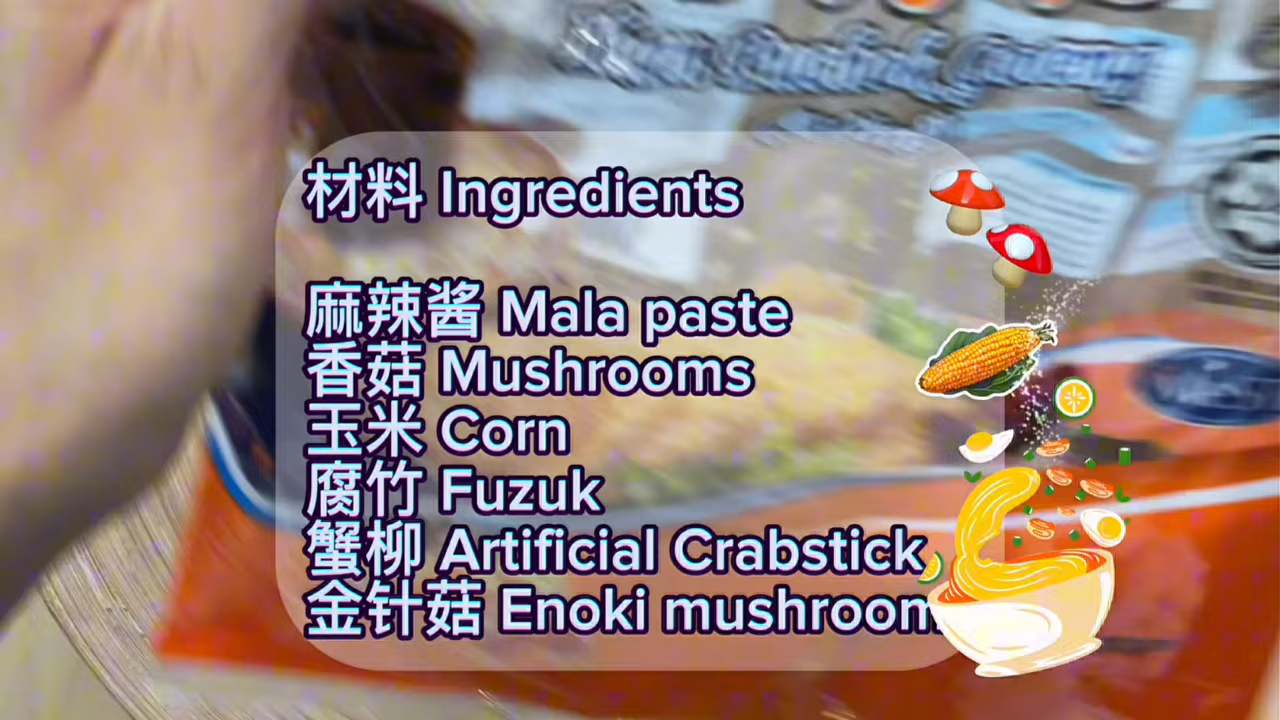 材料 Ingredients
麻辣酱 Mala paste
香菇 Mushrooms
玉米 Corn
腐竹 Fuzuk
蟹柳 Artificial Crabstick
金针菇 Enoki mushroom